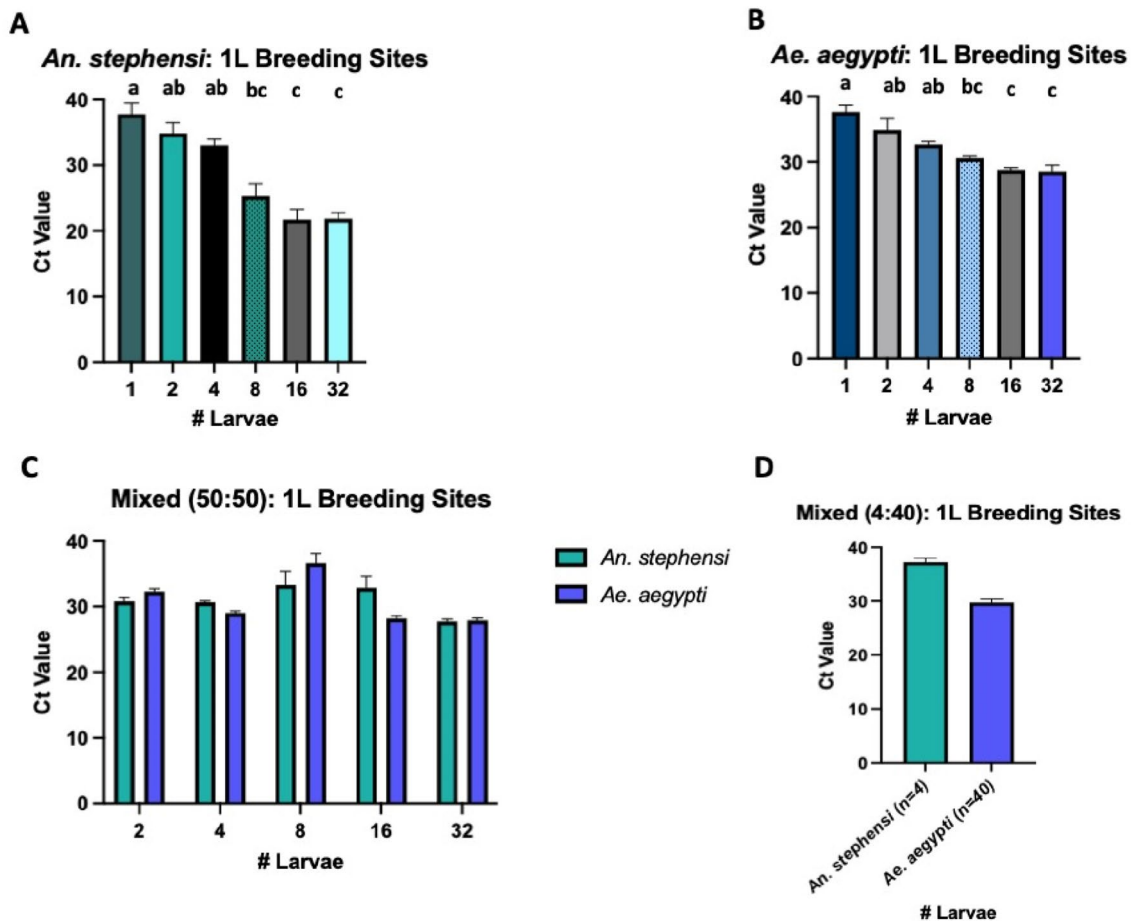 A
An. stephensi: 1L Breeding Sites
a ab ab bc c c
40
30
20
10
0
Ct Value
1 2 4 8 16 32
# Larvae
B
Ae. aegypti: 1L Breeding Sites
a ab ab bc c c
40
30
20
10
0
Ct Value
1 2 4 8 16 32
# Larvae
C
Mixed (50:50): 1L Breeding Sites
40
30
20
10
0
Ct Value
2 4 8 16 32
# Larvae
An. stephensi
Ae. aegypti
D
Mixed (4:40): 1L Breeding Sites
40
30
20
10
0
Ct Value
An. stephensi (n=4)
Ae. aegypti (n=40)
# Larvae